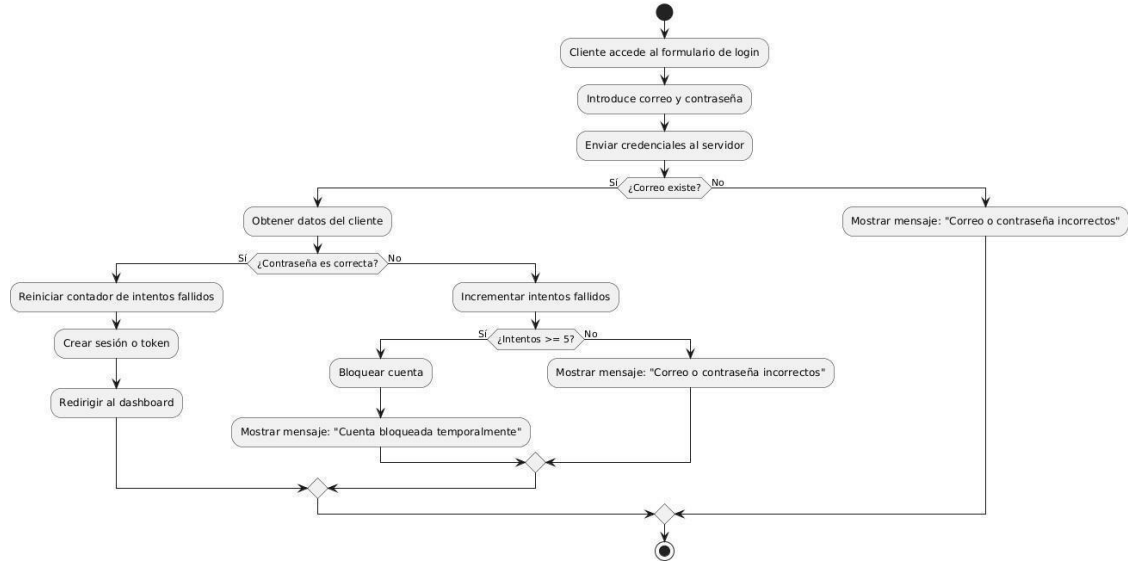 Cliente accede al formulario de login
Introduce correo y contraseña
Enviar credenciales al servidor
Sí
¿Correo existe?
No
Obtener datos del cliente
Mostrar mensaje: "Correo o contraseña incorrectos"
Sí
¿Contraseña es correcta?
No
Reiniciar contador de intentos fallidos
Incrementar intentos fallidos
Crear sesión o token
Sí
¿Intentos >= 5?
No
Bloquear cuenta
Mostrar mensaje: "Correo o contraseña incorrectos"
Redirigir al dashboard
Mostrar mensaje: "Cuenta bloqueada temporalmente"